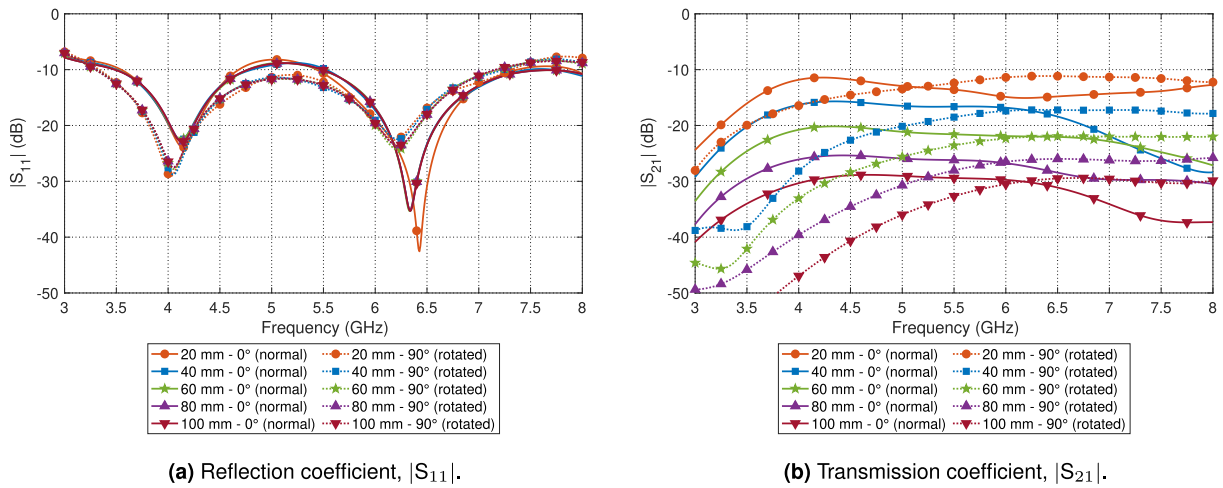 0
-10
-20
-30
-40
-50
|S11| (dB)
3 3.5 4 4.5 5 5.5 6 6.5 7 7.5 8
Frequency (GHz)
20 mm - 0° (normal) 20 mm - 90° (rotated)
40 mm - 0° (normal) 40 mm - 90° (rotated)
60 mm - 0° (normal) 60 mm - 90° (rotated)
80 mm - 0° (normal) 80 mm - 90° (rotated)
100 mm - 0° (normal) 100 mm - 90° (rotated)
(a) Reflection coefficient, |S11|.
0
-10
-20
-30
-40
-50
|S21| (dB)
3 3.5 4 4.5 5 5.5 6 6.5 7 7.5 8
Frequency (GHz)
20 mm - 0° (normal) 20 mm - 90° (rotated)
40 mm - 0° (normal) 40 mm - 90° (rotated)
60 mm - 0° (normal) 60 mm - 90° (rotated)
80 mm - 0° (normal) 80 mm - 90° (rotated)
100 mm - 0° (normal) 100 mm - 90° (rotated)
(b) Transmission coefficient, |S21|.